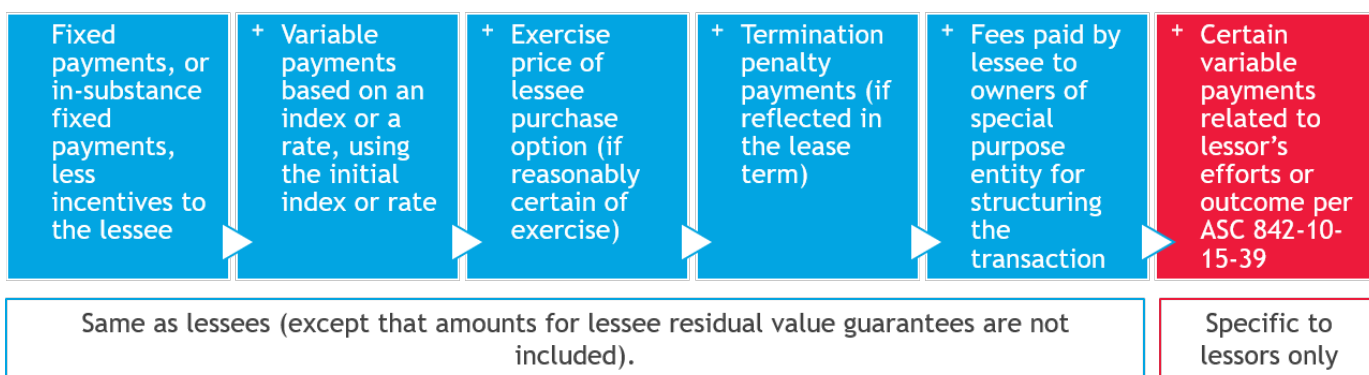 Fixed
payments, or
in-substance
fixed
payments,
less
incentives to
the lessee
+ Variable
payments
based on an
index or a
rate, using
the initial
index or rate
+ Exercise
price of
lessee
purchase
option (if
reasonably
certain of
exercise)
+ Termination
penalty
payments (if
reflected in
the lease
term)
+ Fees paid by
lessee to
owners of
special
purpose
entity for
structuring
the
transaction
+ Certain
variable
payments
related to
lessor’s
efforts or
outcome per
ASC 842-10-
15-39
Same as lessees (except that amounts for lessee residual value guarantees are not
included).
Specific to
lessors only